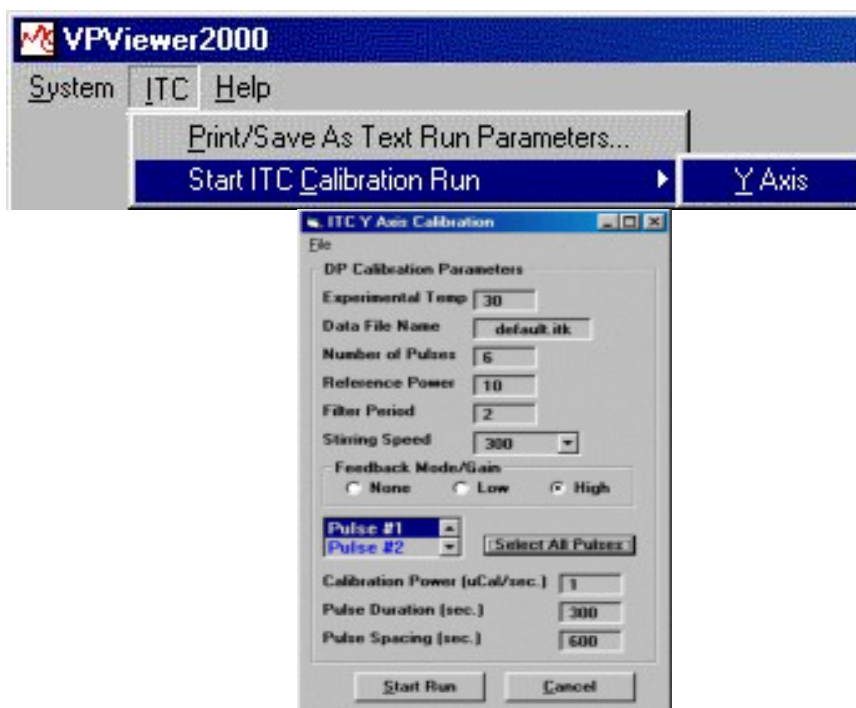 VPViewer2000
System ITC Help
Print/Save As Text Run Parameters...
Start ITC Calibration Run Y Axis
ITC Y Axis Calibration
File
DP Calibration Parameters
Experimental Temp 30
Data File Name default.itk
Number of Pulses 6
Reference Power 10
Filter Period 2
Stirring Speed 300
Feedback Mode/Gain
None Low High
Pulse #1
Pulse #2 Select All Pulses
Calibration Power (uCal/sec.) 1
Pulse Duration (sec.) 300
Pulse Spacing (sec.) 600
Start Run Cancel